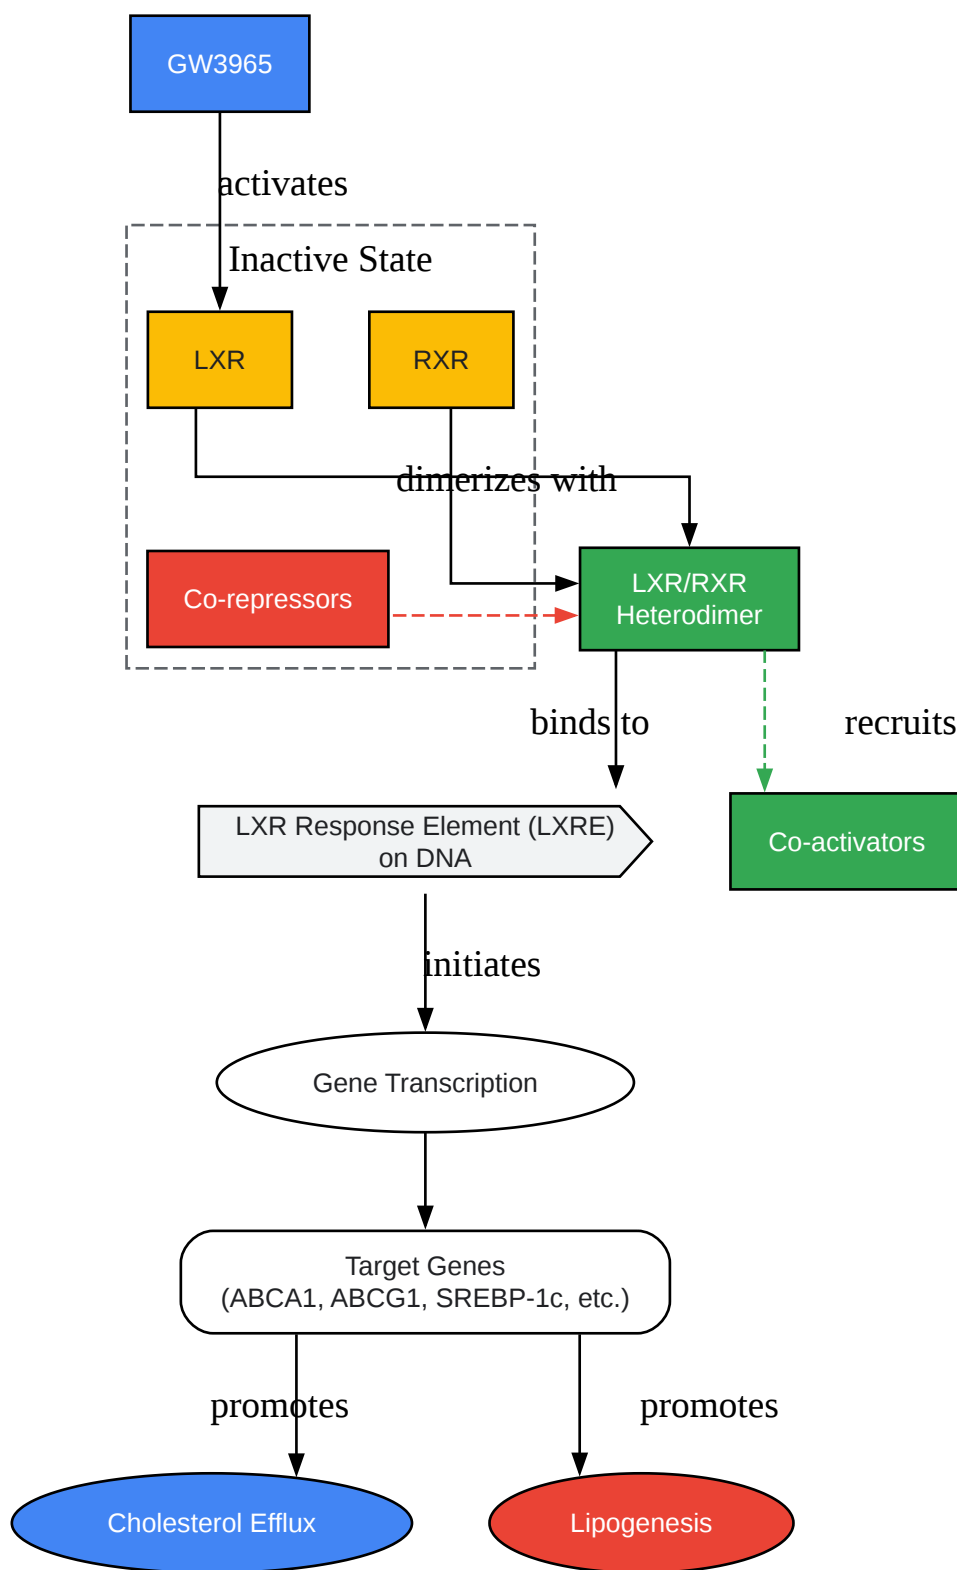 GW3965
activates
Inactive State
LXR
RXR
dimerizes with
Co-repressors
LXR/RXR
Heterodimer
binds to
recruits
LXR Response Element (LXRE)
on DNA
Co-activators
initiates
Gene Transcription
Target Genes
(ABCA1, ABCG1, SREBP-1c, etc.)
promotes
promotes
Cholesterol Efflux
Lipogenesis